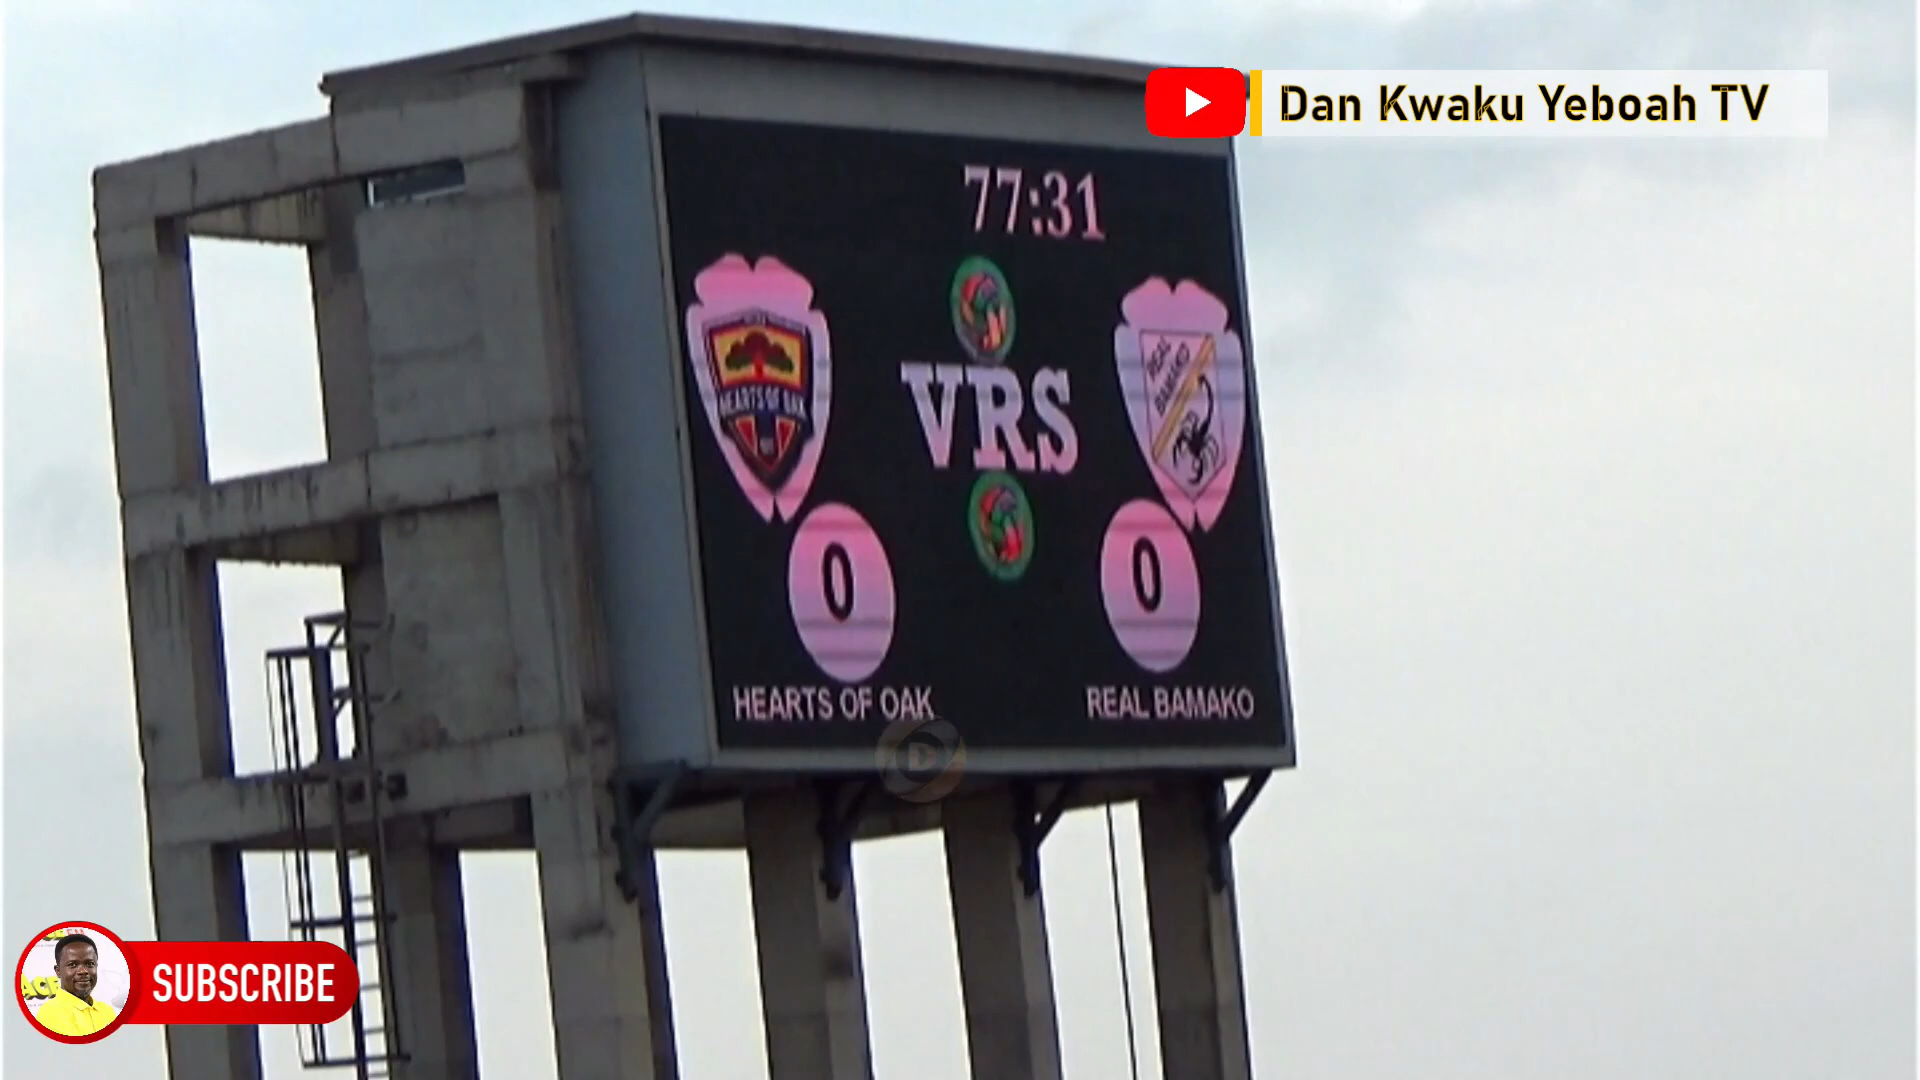 Dan Kwaku Yeboah TV
77:31
HEARTS OF OAK
VRS
REAL
BAMAKO
0
0
HEARTS OF OAK
REAL BAMAKO
D
SUBSCRIBE